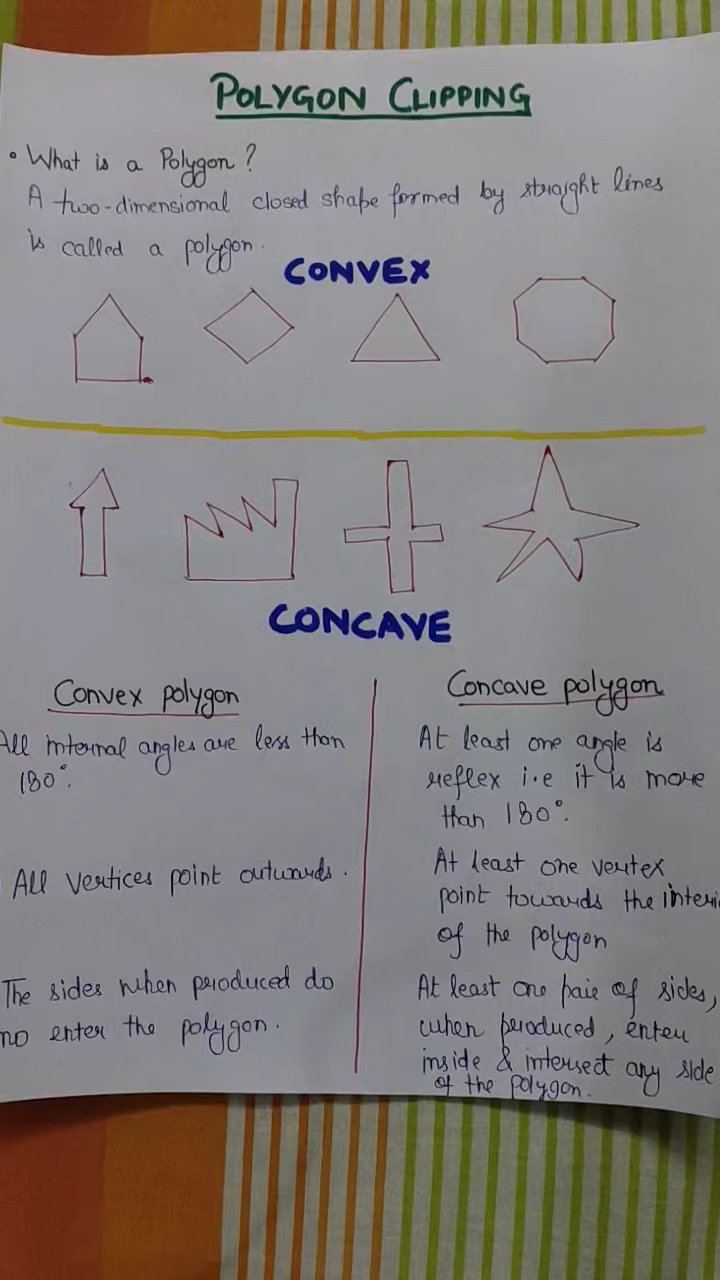 POLYGON CLIPPING
• What is a Polygon?
A two-dimensional closed shape formed by straight lines
is called a polygon.
CONVEX
CONCAVE
Convex polygon
All internal angles are less than
180°.
All vertices point outwards.
The sides when produced do
no enter the polygon.
Concave polygon
At least one angle is
reflex i.e it is more
than 180°.
At least one vertex
point towards the interi
of the polygon
At least one pair of sides,
when produced, enter
inside & intersect any side
of the polygon.